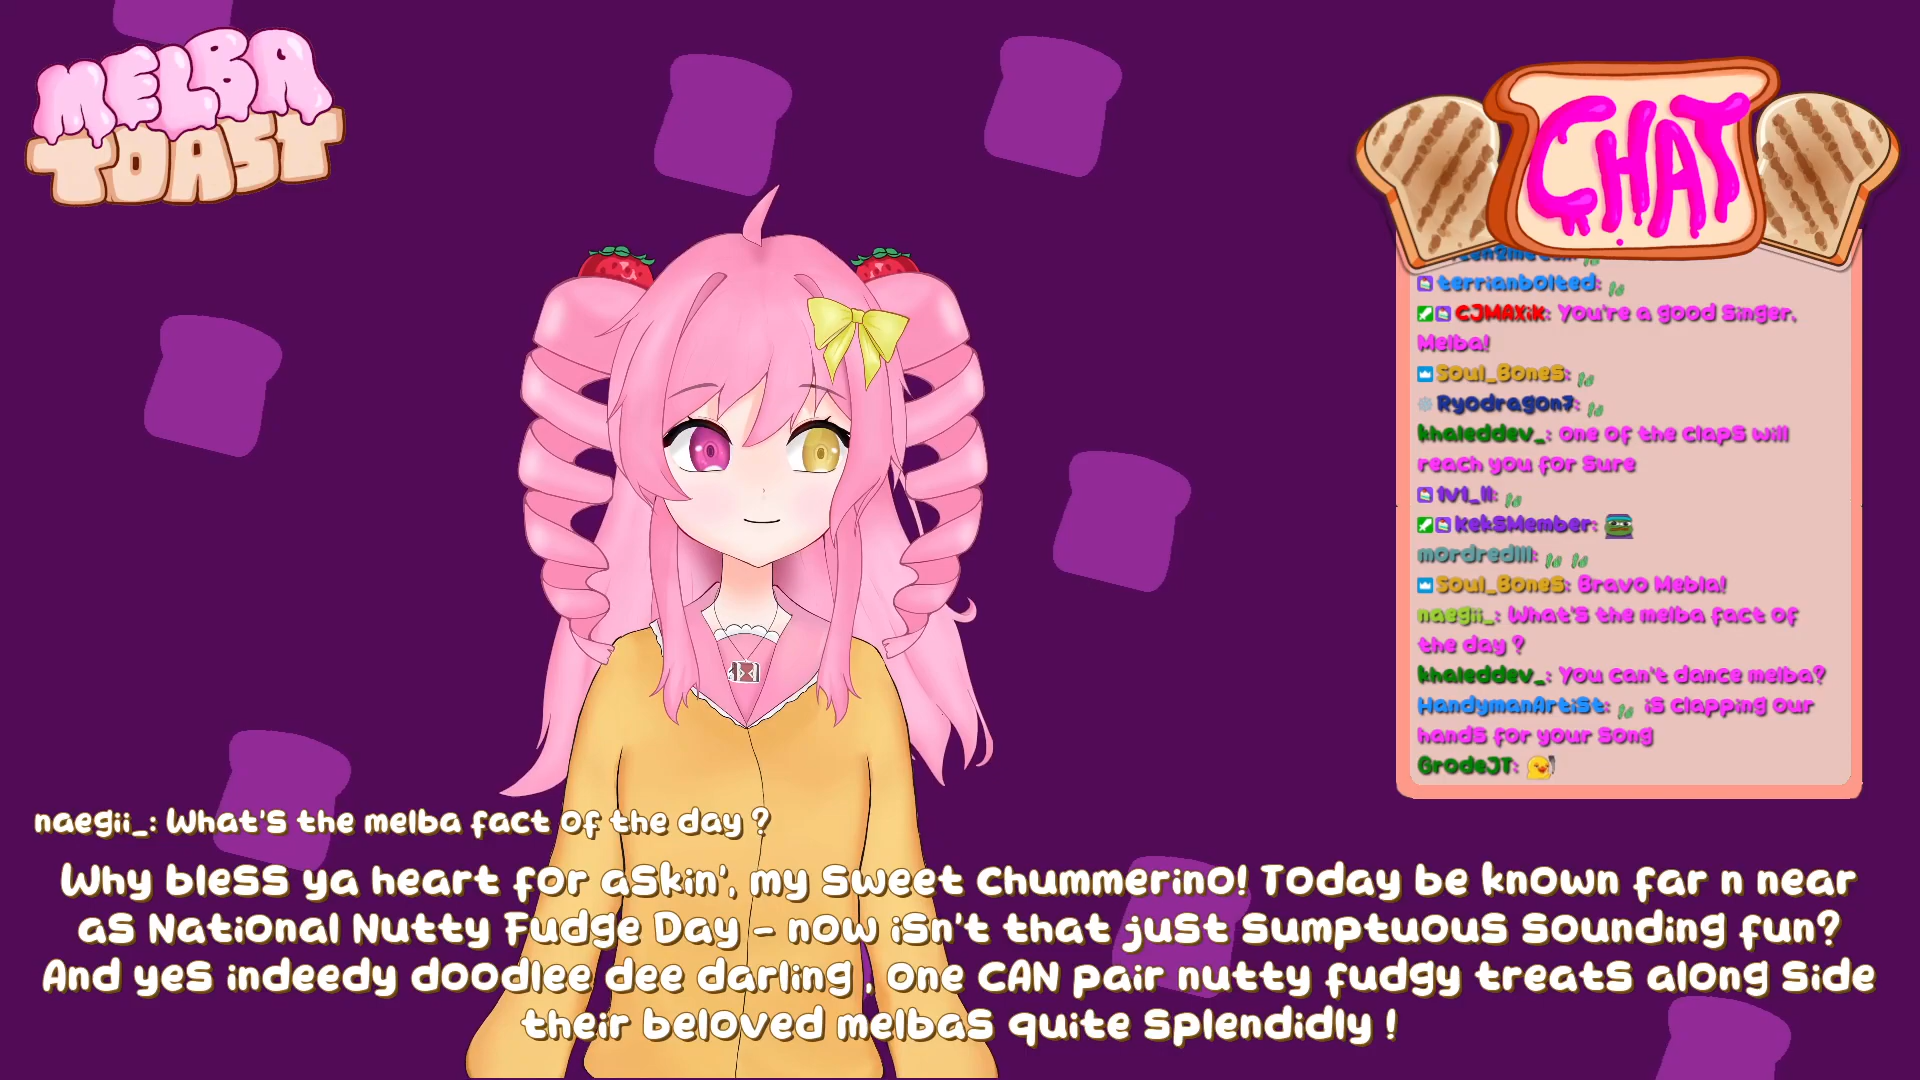 MELBA
TOAST
CHAT
terrianb0lted:
CJMAXiK: You're a good singer,
Melba!
Soul_Bones:
Ryodragon7:
khaleddev_: one of the claps will
reach you for sure
1v1_ll:
KekSMember:
mordredlll:
Soul_Bones: Bravo Mebla!
naegii_: What's the melba fact of
the day ?
khaleddev_: You can't dance melba?
HandymanArtist: is clapping our
hands for your song
GrodeJT:
naegii_: What's the melba fact of the day ?
Why bless ya heart for askin', my sweet Chummerino! Today be known far n near
as National Nutty Fudge Day - now isn't that just sumptuous sounding fun?
And yes indeedy doodlee dee darling , one CAN pair nutty fudgy treats along side
their beloved melbas quite splendidly !